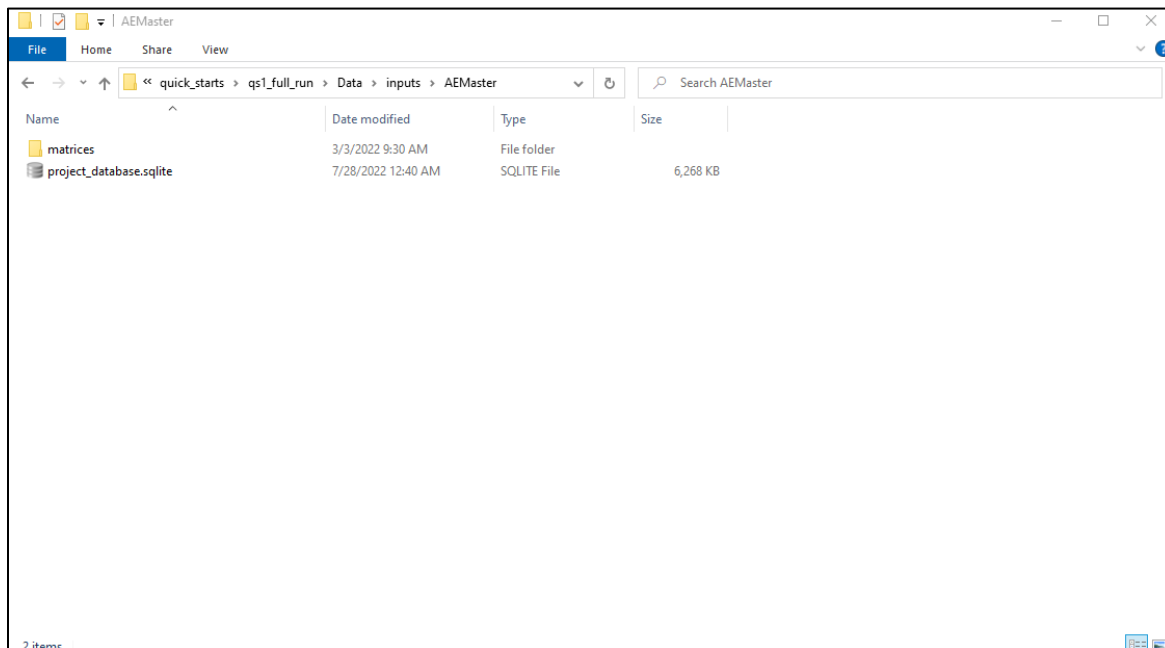 AEMaster
File Home Share View
« quick_starts > qs1_full_run > Data > inputs > AEMaster Search AEMaster
Name Date modified Type Size
matrices 3/3/2022 9:30 AM File folder
project_database.sqlite 7/28/2022 12:40 AM SQLITE File 6,268 KB
2 items